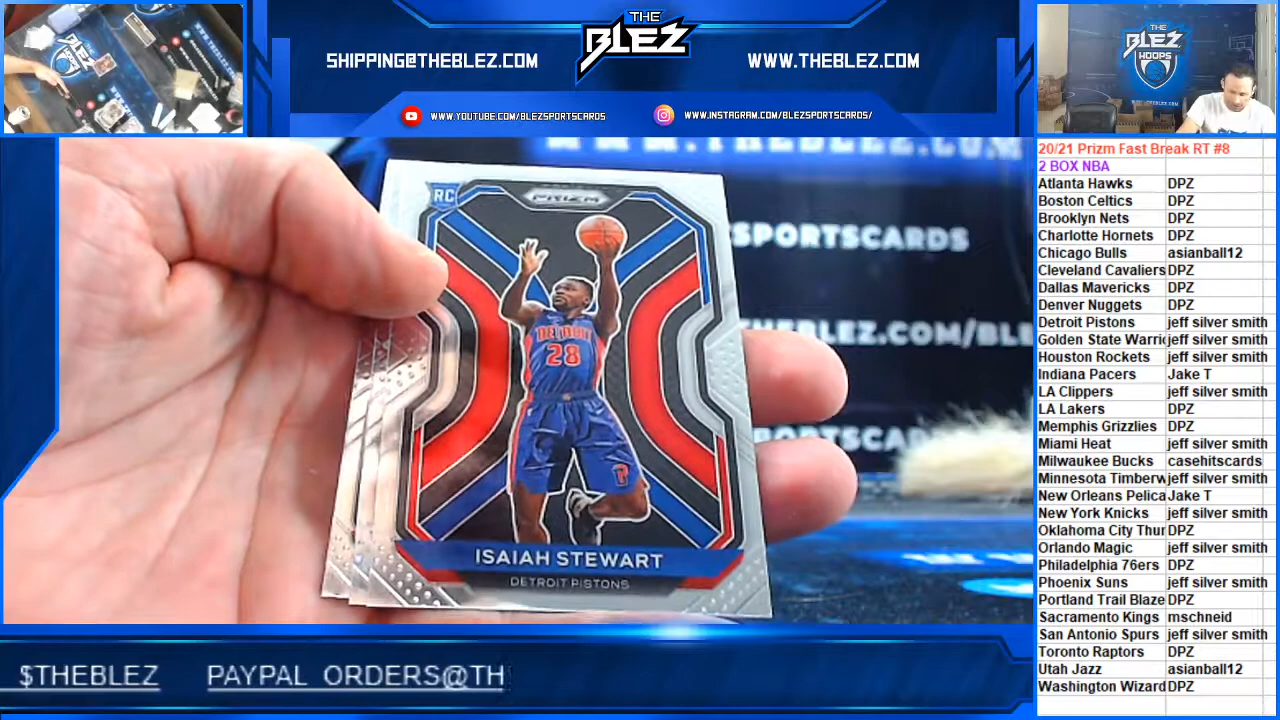 THE
BLEZ
SHIPPING@THEBLEZ.COM
WWW.THEBLEZ.COM
WWW.YOUTUBE.COM/BLEZSPORTSCARDS
WWW.INSTAGRAM.COM/BLEZSPORTSCARDS/
THE
BLEZ
HOOPS
RC
PRIZM
SPORTSCARDS
THEBLEZ.COM/BLE
RTSCAR
DETROIT
28
ISAIAH STEWART
DETROIT PISTONS
$THEBLEZ PAYPAL ORDERS@TH
20/21 Prizm Fast Break RT #8
2 BOX NBA
Atlanta Hawks DPZ
Boston Celtics DPZ
Brooklyn Nets DPZ
Charlotte Hornets DPZ
Chicago Bulls asianball12
Cleveland Cavaliers DPZ
Dallas Mavericks DPZ
Denver Nuggets DPZ
Detroit Pistons jeff silver smith
Golden State Warri jeff silver smith
Houston Rockets jeff silver smith
Indiana Pacers Jake T
LA Clippers jeff silver smith
LA Lakers DPZ
Memphis Grizzlies DPZ
Miami Heat jeff silver smith
Milwaukee Bucks casehitscards
Minnesota Timberw jeff silver smith
New Orleans Pelica Jake T
New York Knicks jeff silver smith
Oklahoma City Thun DPZ
Orlando Magic jeff silver smith
Philadelphia 76ers DPZ
Phoenix Suns jeff silver smith
Portland Trail Blaze DPZ
Sacramento Kings mschneid
San Antonio Spurs jeff silver smith
Toronto Raptors DPZ
Utah Jazz asianball12
Washington Wizard DPZ